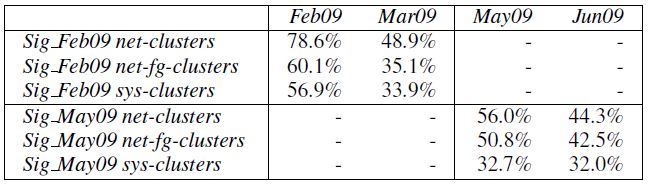 Feb09 Mar09 May09 Jun09
Sig_Feb09 net-clusters 78.6% 48.9% - -
Sig_Feb09 net-fg-clusters 60.1% 35.1% - -
Sig_Feb09 sys-clusters 56.9% 33.9% - -
Sig_May09 net-clusters - - 56.0% 44.3%
Sig_May09 net-fg-clusters - - 50.8% 42.5%
Sig_May09 sys-clusters - - 32.7% 32.0%